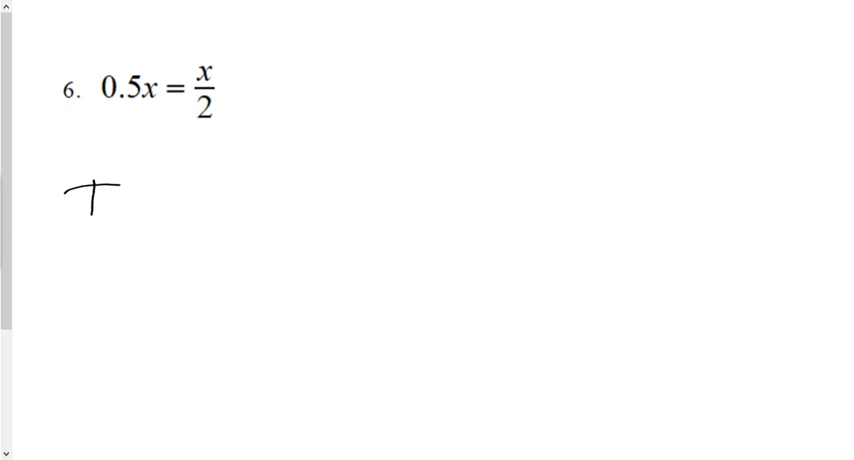 6. 0.5x = x/2
T